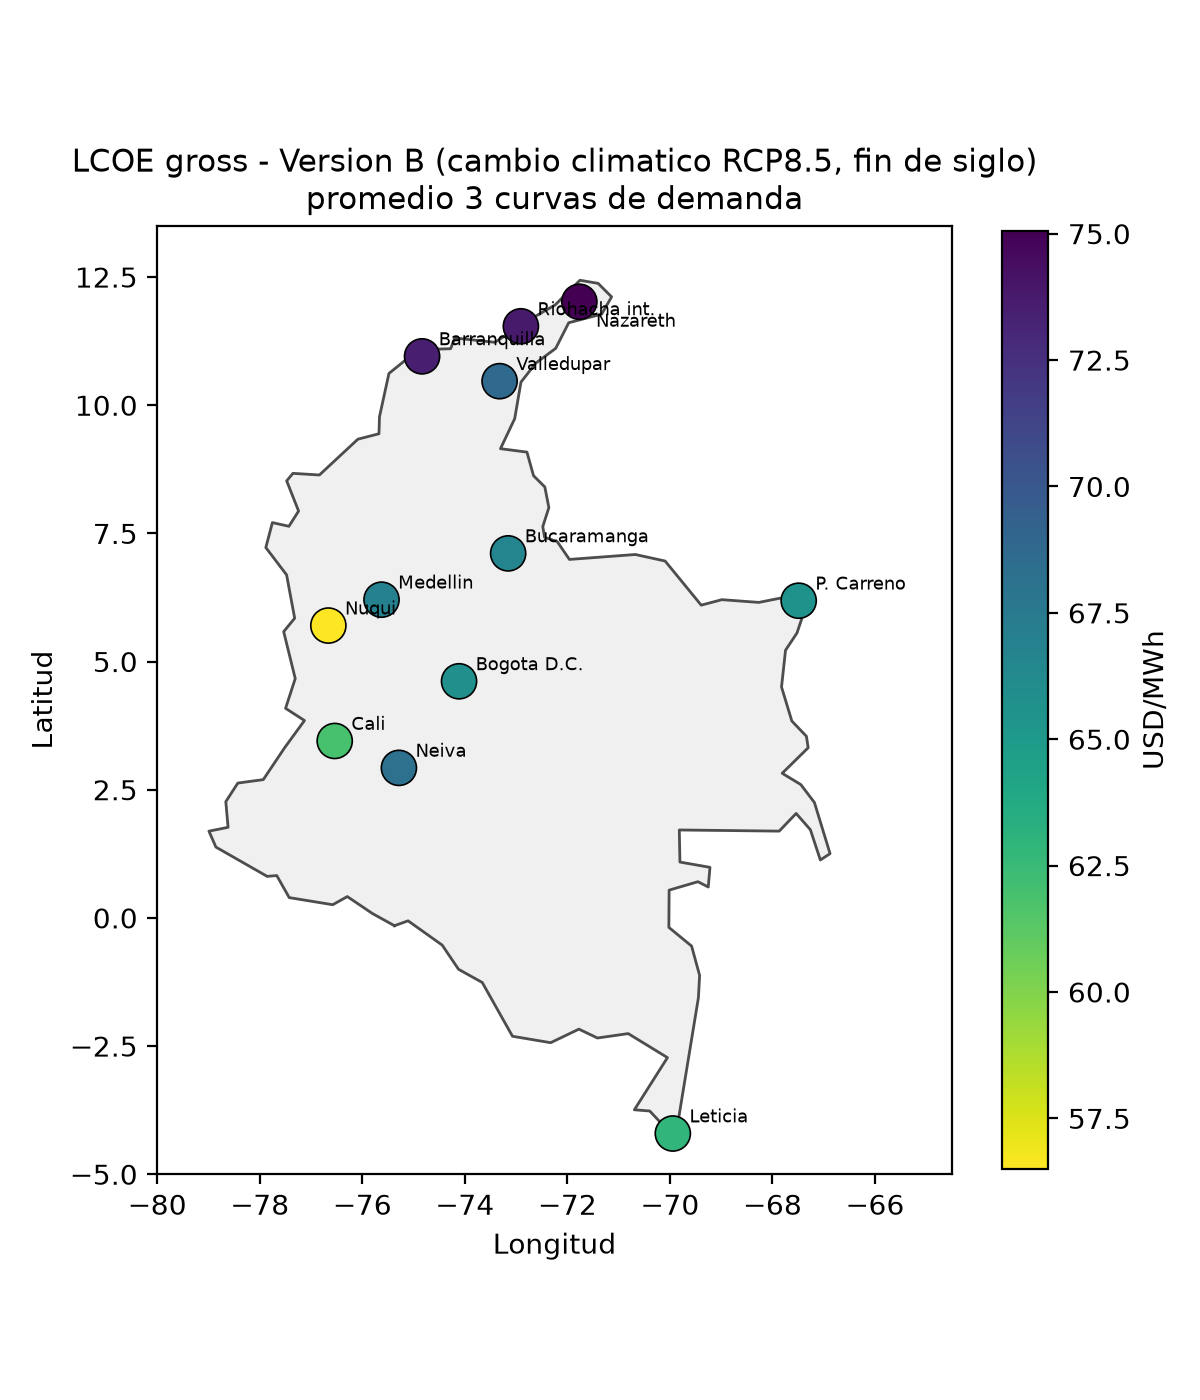 LCOE gross - Version B (cambio climatico RCP8.5, fin de siglo)
promedio 3 curvas de demanda
12.5
10.0
7.5
5.0
2.5
0.0
−2.5
−5.0
Latitud
−80
−78
−76
−74
−72
−70
−68
−66
Longitud
Riohacha int.
Nazareth
Barranquilla
Valledupar
Bucaramanga
Medellin
Nuqui
P. Carreno
Bogota D.C.
Cali
Neiva
Leticia
75.0
72.5
70.0
67.5
65.0
62.5
60.0
57.5
USD/MWh